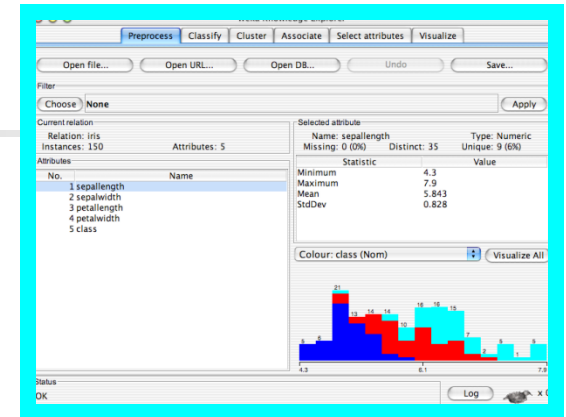 Weka Knowledge Explorer
Preprocess Classify Cluster Associate Select attributes Visualize
Open file... Open URL... Open DB... Undo Save...
Filter
Choose None Apply
Current relation
Relation: iris
Instances: 150 Attributes: 5
Selected attribute
Name: sepallength Type: Numeric
Missing: 0 (0%) Distinct: 35 Unique: 9 (6%)
Attributes
No. Name
1 sepallength
2 sepalwidth
3 petallength
4 petalwidth
5 class
Statistic Value
Minimum 4.3
Maximum 7.9
Mean 5.843
StdDev 0.828
Colour: class (Nom) Visualize All
21
16 16 15
13 14 14
10
7
5 6 2 5 1 5
4.3 6.1 7.9
Status
OK
Log x